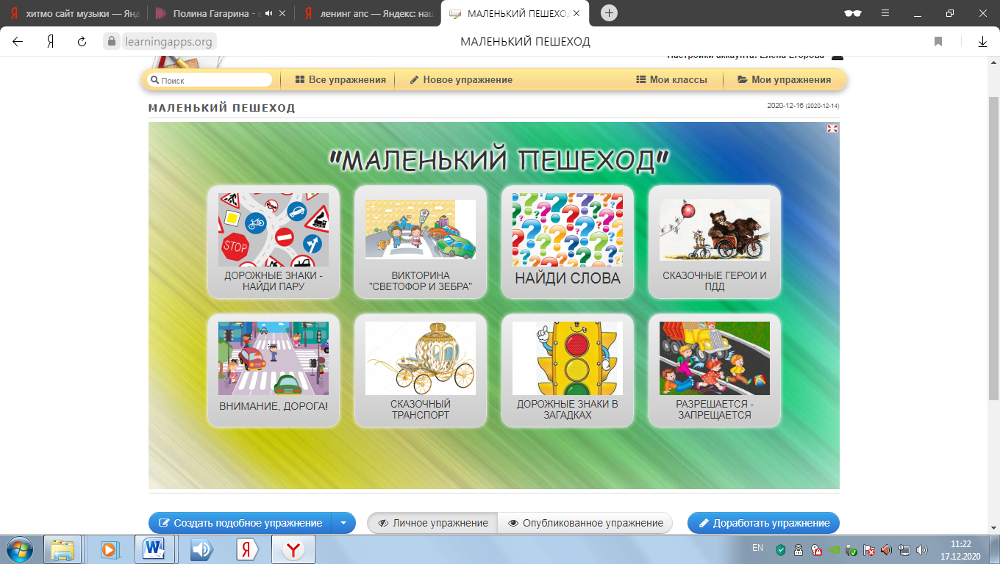 хитмо сайт музыки — Янд
Полина Гагарина -
ленинг апс — Яндекс: на
МАЛЕНЬКИЙ ПЕШЕХОД
learningapps.org
МАЛЕНЬКИЙ ПЕШЕХОД
Настройки аккаунта: Елена Егорова
Поиск
Все упражнения
Новое упражнение
Мои классы
Мои упражнения
МАЛЕНЬКИЙ ПЕШЕХОД
2020-12-16 (2020-12-14)
"МАЛЕНЬКИЙ ПЕШЕХОД"
STOP
ДОРОЖНЫЕ ЗНАКИ -
НАЙДИ ПАРУ
ВИКТОРИНА
"СВЕТОФОР И ЗЕБРА"
НАЙДИ СЛОВА
СКАЗОЧНЫЕ ГЕРОИ И
ПДД
ВНИМАНИЕ, ДОРОГА!
СКАЗОЧНЫЙ
ТРАНСПОРТ
ДОРОЖНЫЕ ЗНАКИ В
ЗАГАДКАХ
РАЗРЕШАЕТСЯ -
ЗАПРЕЩАЕТСЯ
Создать подобное упражнение
Личное упражнение
Опубликованное упражнение
Доработать упражнение
EN
11:22
17.12.2020